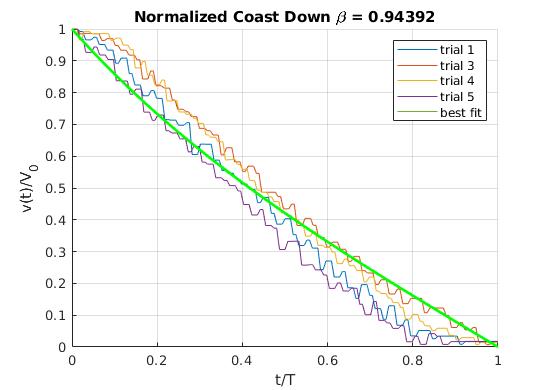 Normalized Coast Down β = 0.94392
1
0.9
0.8
0.7
0.6
0.5
0.4
0.3
0.2
0.1
0
v(t)/V₀
trial 1
trial 3
trial 4
trial 5
best fit
0 0.2 0.4 0.6 0.8 1
t/T